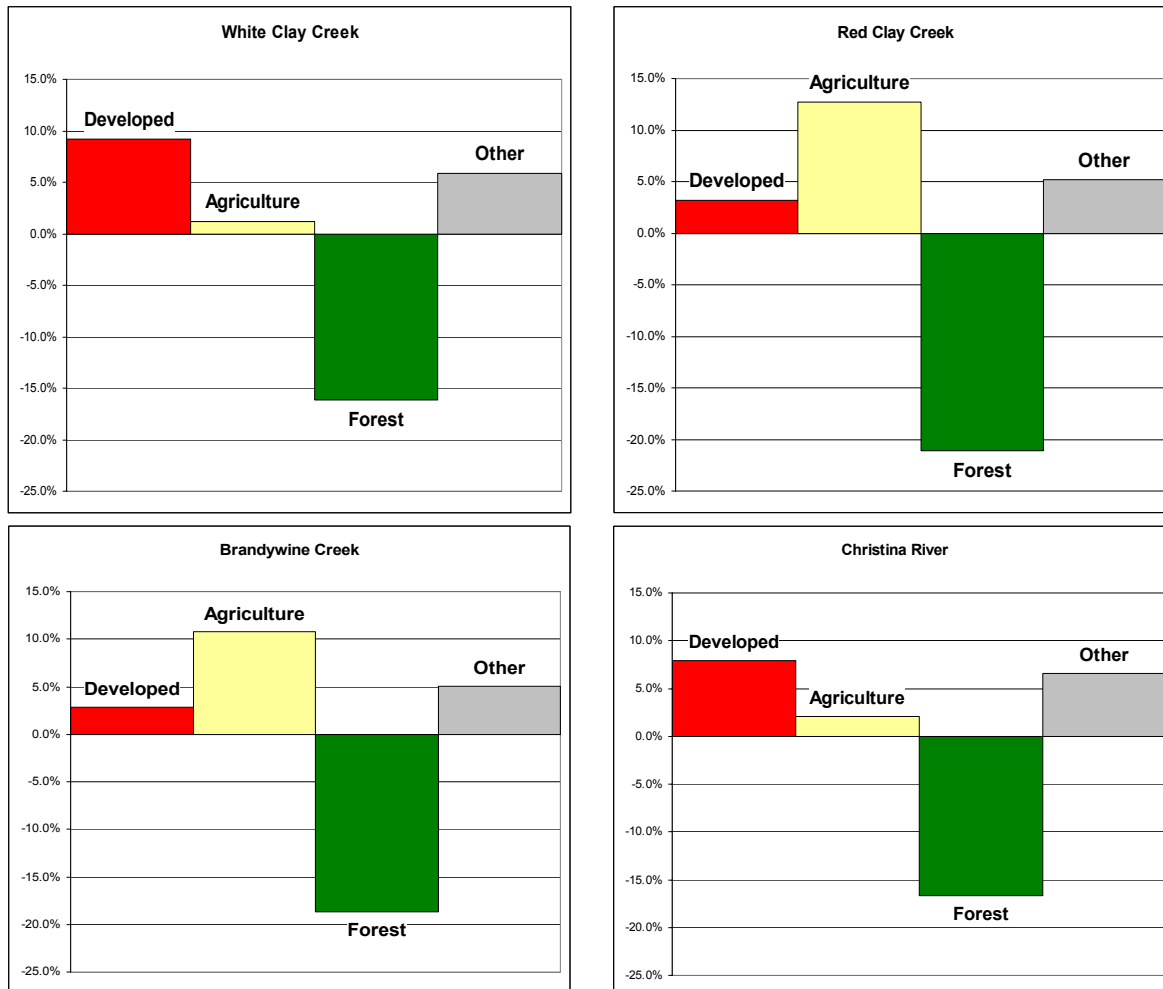 White Clay Creek
15.0%
10.0%
5.0%
0.0%
-5.0%
-10.0%
-15.0%
-20.0%
-25.0%
Developed
Agriculture
Forest
Other
Red Clay Creek
15.0%
10.0%
5.0%
0.0%
-5.0%
-10.0%
-15.0%
-20.0%
-25.0%
Developed
Agriculture
Forest
Other
Brandywine Creek
15.0%
10.0%
5.0%
0.0%
-5.0%
-10.0%
-15.0%
-20.0%
-25.0%
Developed
Agriculture
Forest
Other
Christina River
15.0%
10.0%
5.0%
0.0%
-5.0%
-10.0%
-15.0%
-20.0%
-25.0%
Developed
Agriculture
Forest
Other